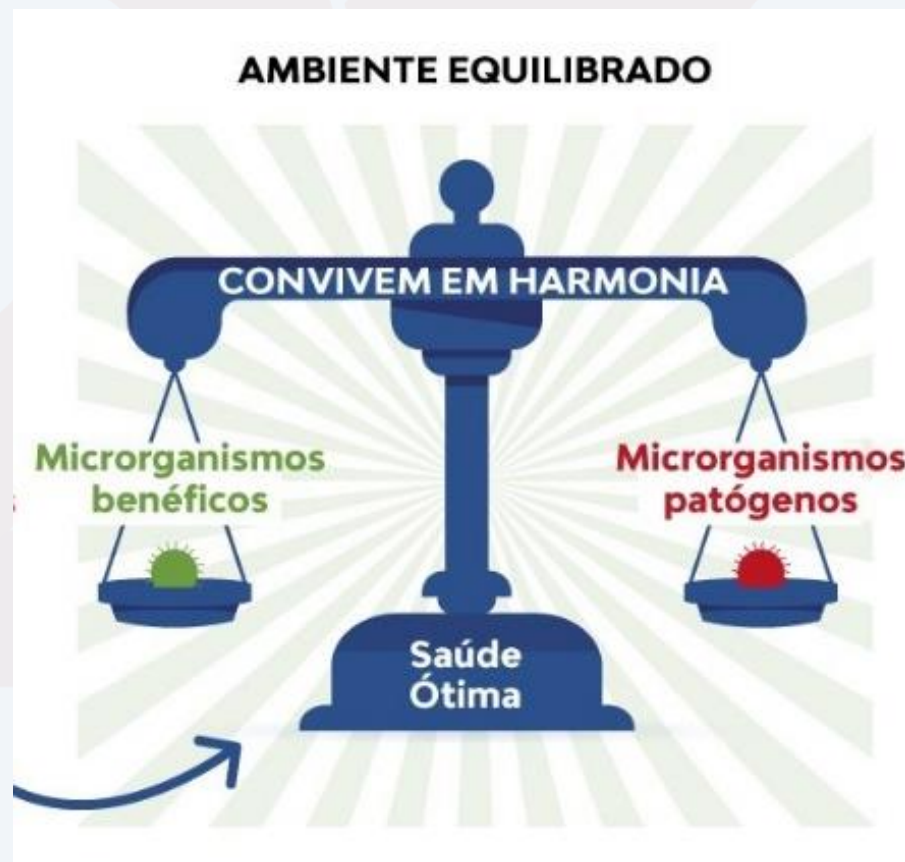 AMBIENTE EQUILIBRADO
CONVIVEM EM HARMONIA
Microrganismos
benéficos
Microrganismos
patógenos
Saúde
Ótima